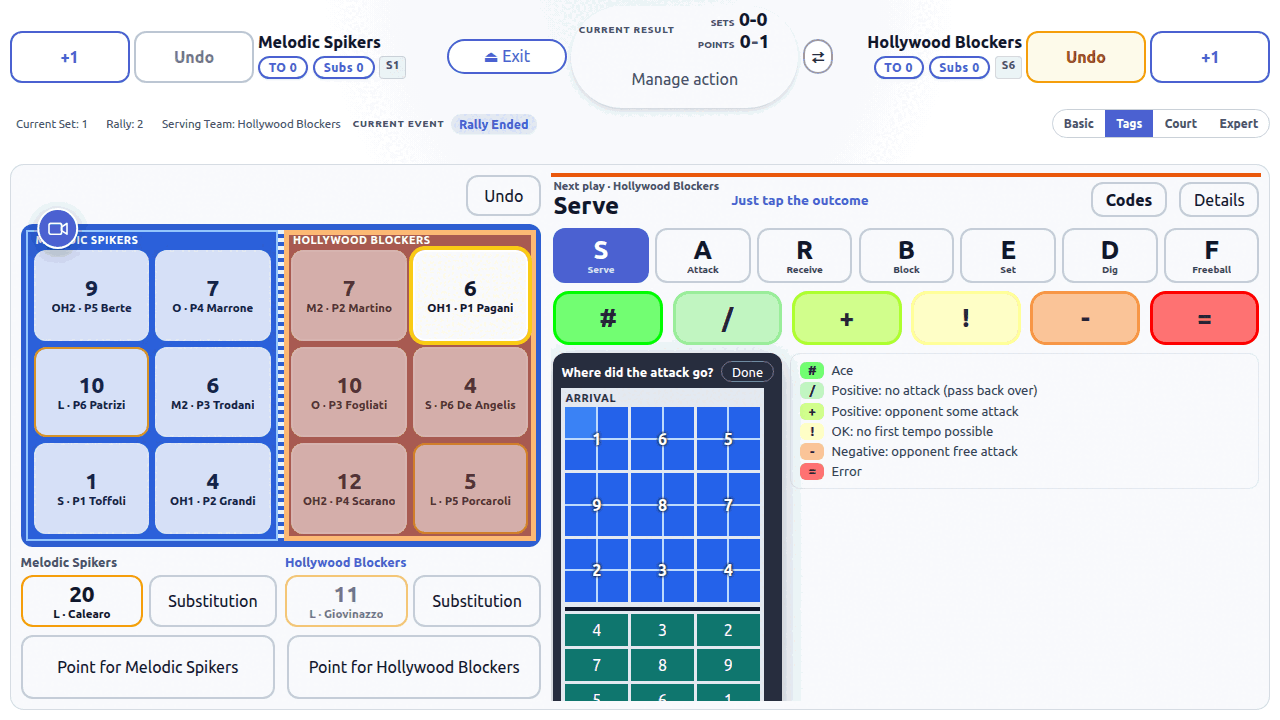 +1
Undo
Melodic Spikers
TO 0
Subs 0
S1
⏏ Exit
CURRENT RESULT
SETS 0-0
POINTS 0-1
Manage action
⇄
Hollywood Blockers
TO 0
Subs 0
S6
Undo
+1
Current Set: 1
Rally: 2
Serving Team: Hollywood Blockers
CURRENT EVENT
Rally Ended
Basic
Tags
Court
Expert
Undo
SPIKERS
9
OH2 · P5 Berte
7
O · P4 Marrone
10
L · P6 Patrizi
6
M2 · P3 Trodani
1
S · P1 Toffoli
4
OH1 · P2 Grandi
HOLLYWOOD BLOCKERS
7
M2 · P2 Martino
6
OH1 · P1 Pagani
10
O · P3 Fogliati
4
S · P6 De Angelis
12
OH2 · P4 Scarano
5
L · P5 Porcaroli
Melodic Spikers
20
L · Calearo
Substitution
Hollywood Blockers
11
L · Giovinazzo
Substitution
Point for Melodic Spikers
Point for Hollywood Blockers
Next play · Hollywood Blockers
Serve
Just tap the outcome
Codes
Details
S
Serve
A
Attack
R
Receive
B
Block
E
Set
D
Dig
F
Freeball
#
/
+
!
-
=
Where did the attack go?
Done
ARRIVAL
1 6 5
9 8 7
2 3 4
4 3 2
7 8 9
5 6 1
# Ace
/ Positive: no attack (pass back over)
+ Positive: opponent some attack
! OK: no first tempo possible
- Negative: opponent free attack
= Error